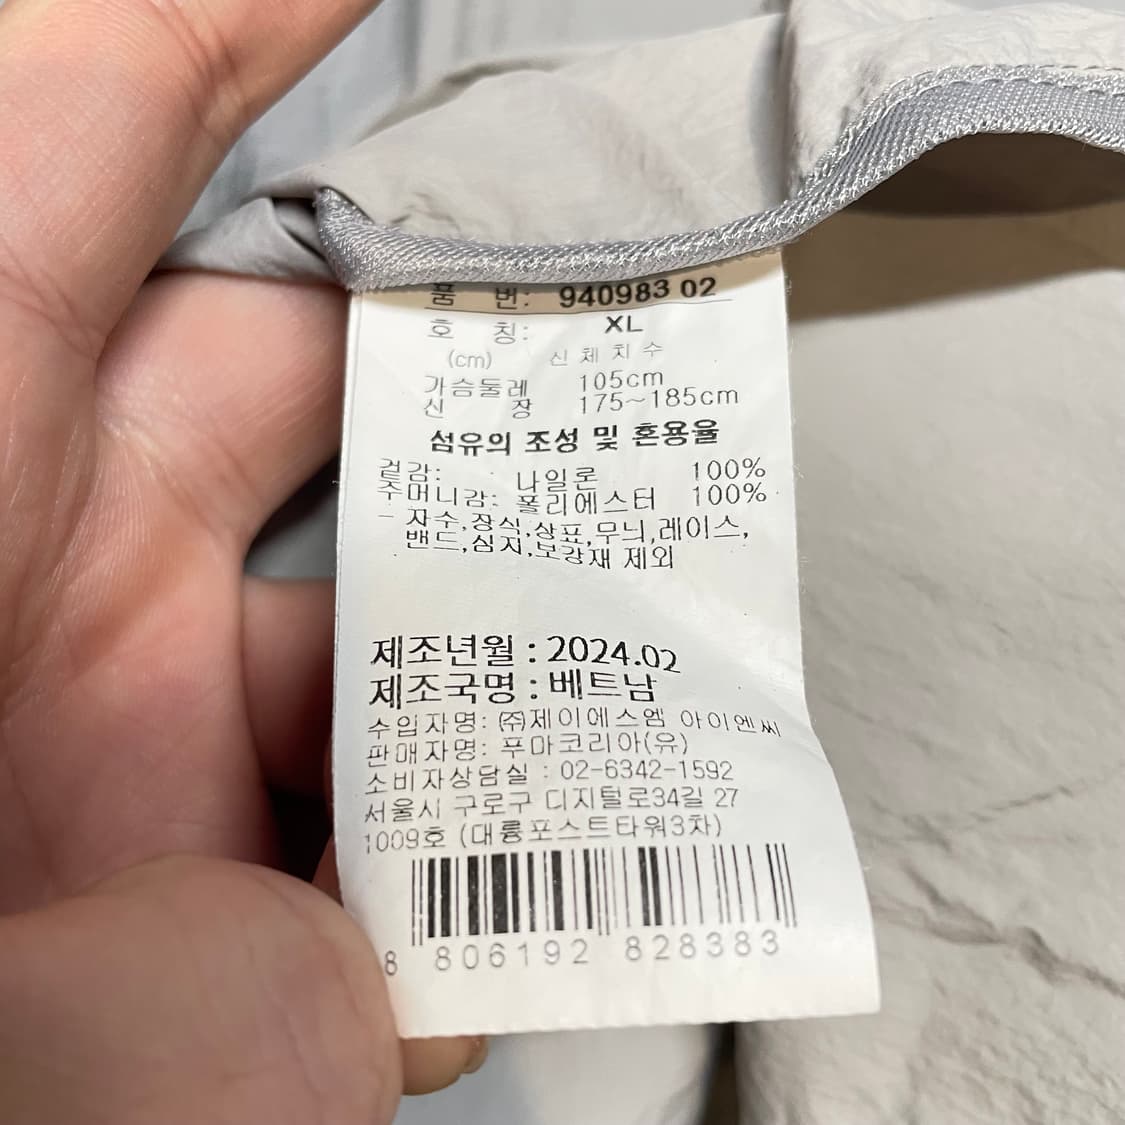 품 번: 940983 02
호 칭: XL
(cm) 신체치수
가슴둘레 105cm
신 장 175~185cm
섬유의 조성 및 혼용율
겉감: 나일론 100%
주머니감: 폴리에스터 100%
- 자수,장식,상표,무늬,레이스,
밴드,심지,보강재 제외
제조년월 : 2024.02
제조국명 : 베트남
수입자명: ㈜제이에스엠 아이엔씨
판매자명: 푸마코리아(유)
소비자상담실 : 02-6342-1592
서울시 구로구 디지털로34길 27
1009호 (대륭포스트타워3차)
8 806192 828383